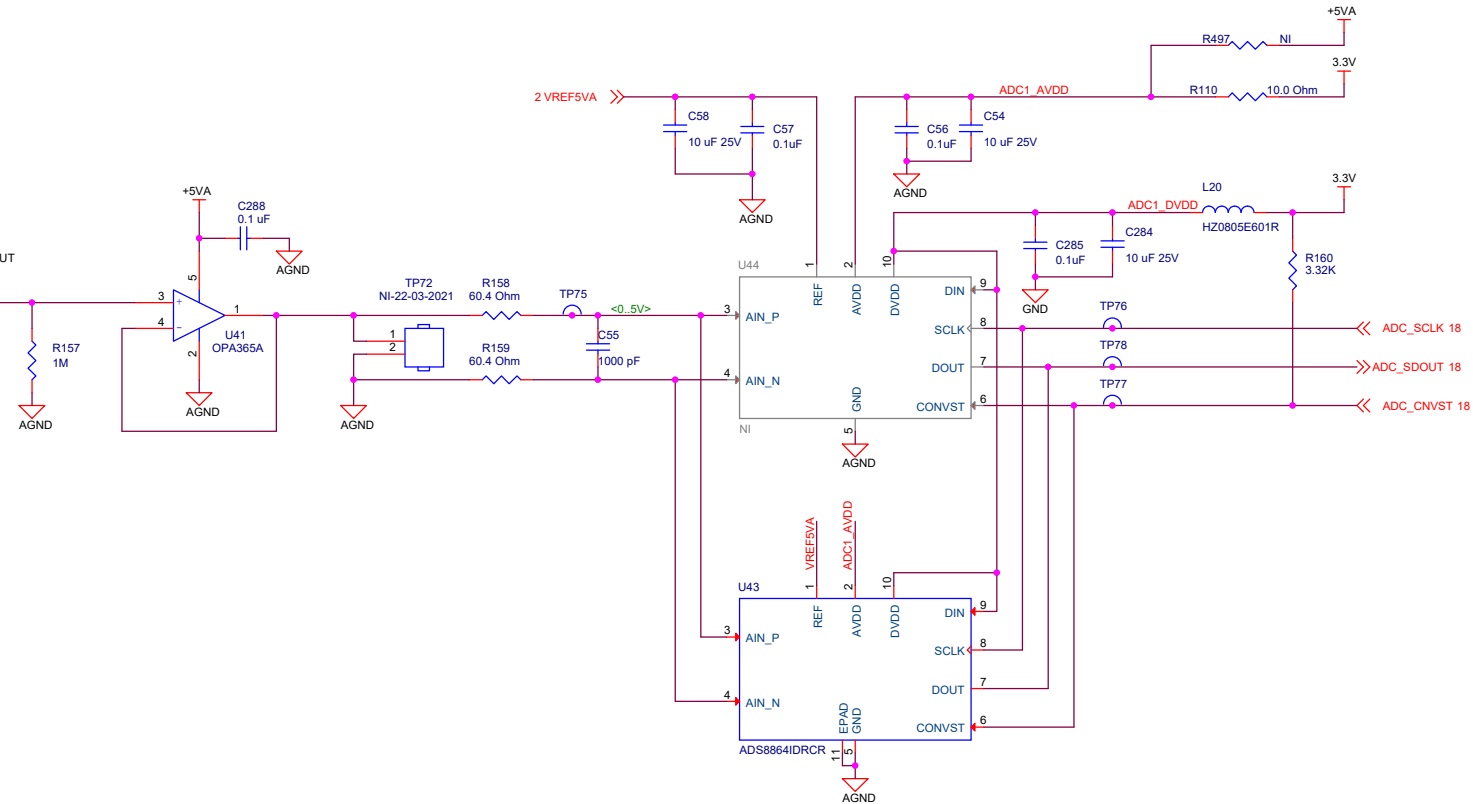 +5VA
R497
NI
3.3V
2 VREF5VA
ADC1_AVDD
R110
10.0 Ohm
C58
10 uF 25V
C57
0.1uF
C56
0.1uF
C54
10 uF 25V
AGND
AGND
+5VA
C288
0.1 uF
AGND
L20
3.3V
ADC1_DVDD
HZ0805E601R
C285
0.1uF
C284
10 uF 25V
R160
3.32K
GND
UT
5
3
+
1
4
−
2
U41
OPA365A
R157
1M
AGND
AGND
TP72
NI-22-03-2021
1
2
AGND
R158
60.4 Ohm
TP75
<0..5V>
R159
60.4 Ohm
C55
1000 pF
U44
1
2
10
REF
AVDD
DVDD
3
AIN_P
4
AIN_N
DIN
9
SCLK
8
DOUT
7
CONVST
6
GND
5
NI
AGND
TP76
ADC_SCLK 18
TP78
ADC_SDOUT 18
TP77
ADC_CNVST 18
VREF5VA
ADC1_AVDD
U43
1
2
10
REF
AVDD
DVDD
3
AIN_P
4
AIN_N
DIN
9
SCLK
8
DOUT
7
CONVST
6
EPAD
GND
11
5
ADS8864IDRCR
AGND